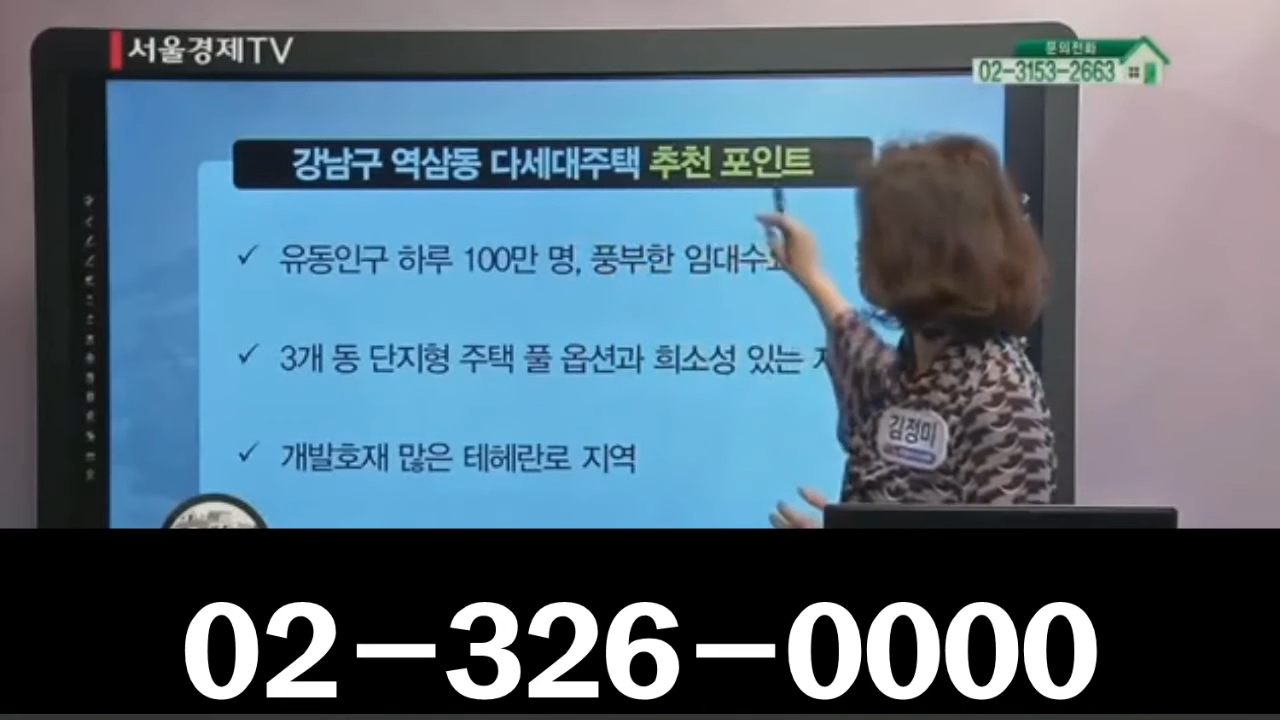 서울경제TV
문의전화
02-3153-2663
강남구 역삼동 다세대주택 추천 포인트
✓ 유동인구 하루 100만 명, 풍부한
✓ 3개 동 단지형 주택 풀 옵션과 희소성 있는
✓ 개발호재 많은 테헤란로 지역
김정미
02-326-0000